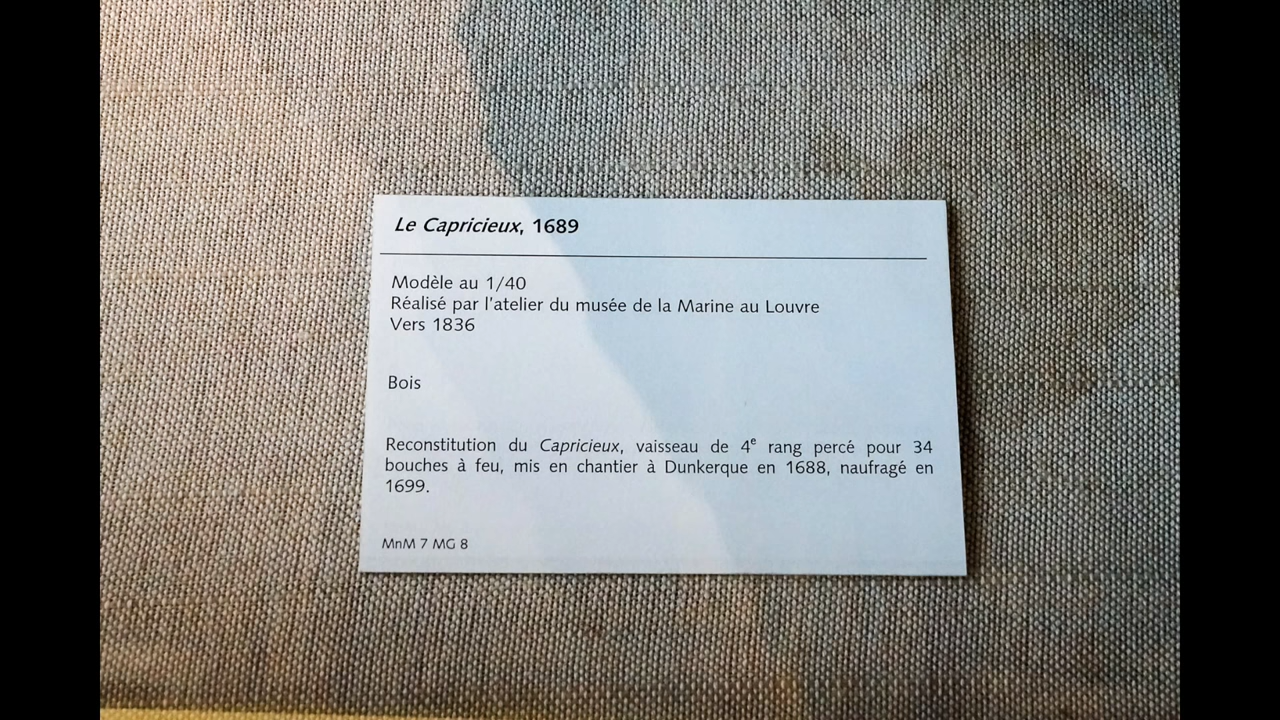 Le Capricieux, 1689
Modèle au 1/40
Réalisé par l'atelier du musée de la Marine au Louvre
Vers 1836
Bois
Reconstitution du Capricieux, vaisseau de 4e rang percé pour 34
bouches à feu, mis en chantier à Dunkerque en 1688, naufragé en
1699.
MnM 7 MG 8